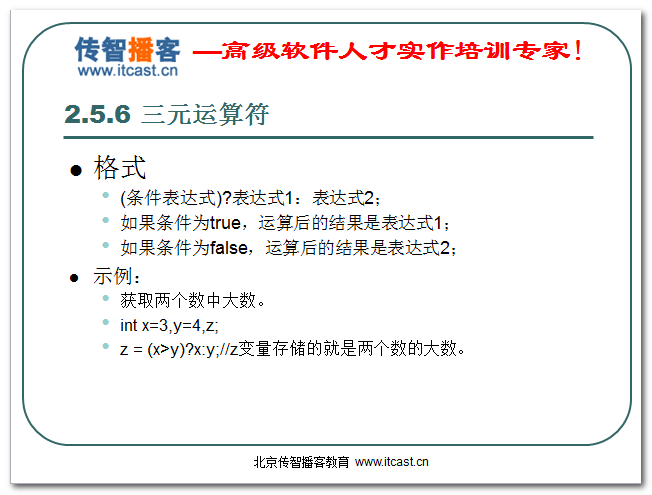 传智播客 —高级软件人才实作培训专家!
www.itcast.cn
2.5.6 三元运算符
格式
(条件表达式)?表达式1：表达式2；
如果条件为true，运算后的结果是表达式1；
如果条件为false，运算后的结果是表达式2；
示例：
获取两个数中大数。
int x=3,y=4,z;
z = (x>y)?x:y;//z变量存储的就是两个数的大数。
北京传智播客教育 www.itcast.cn